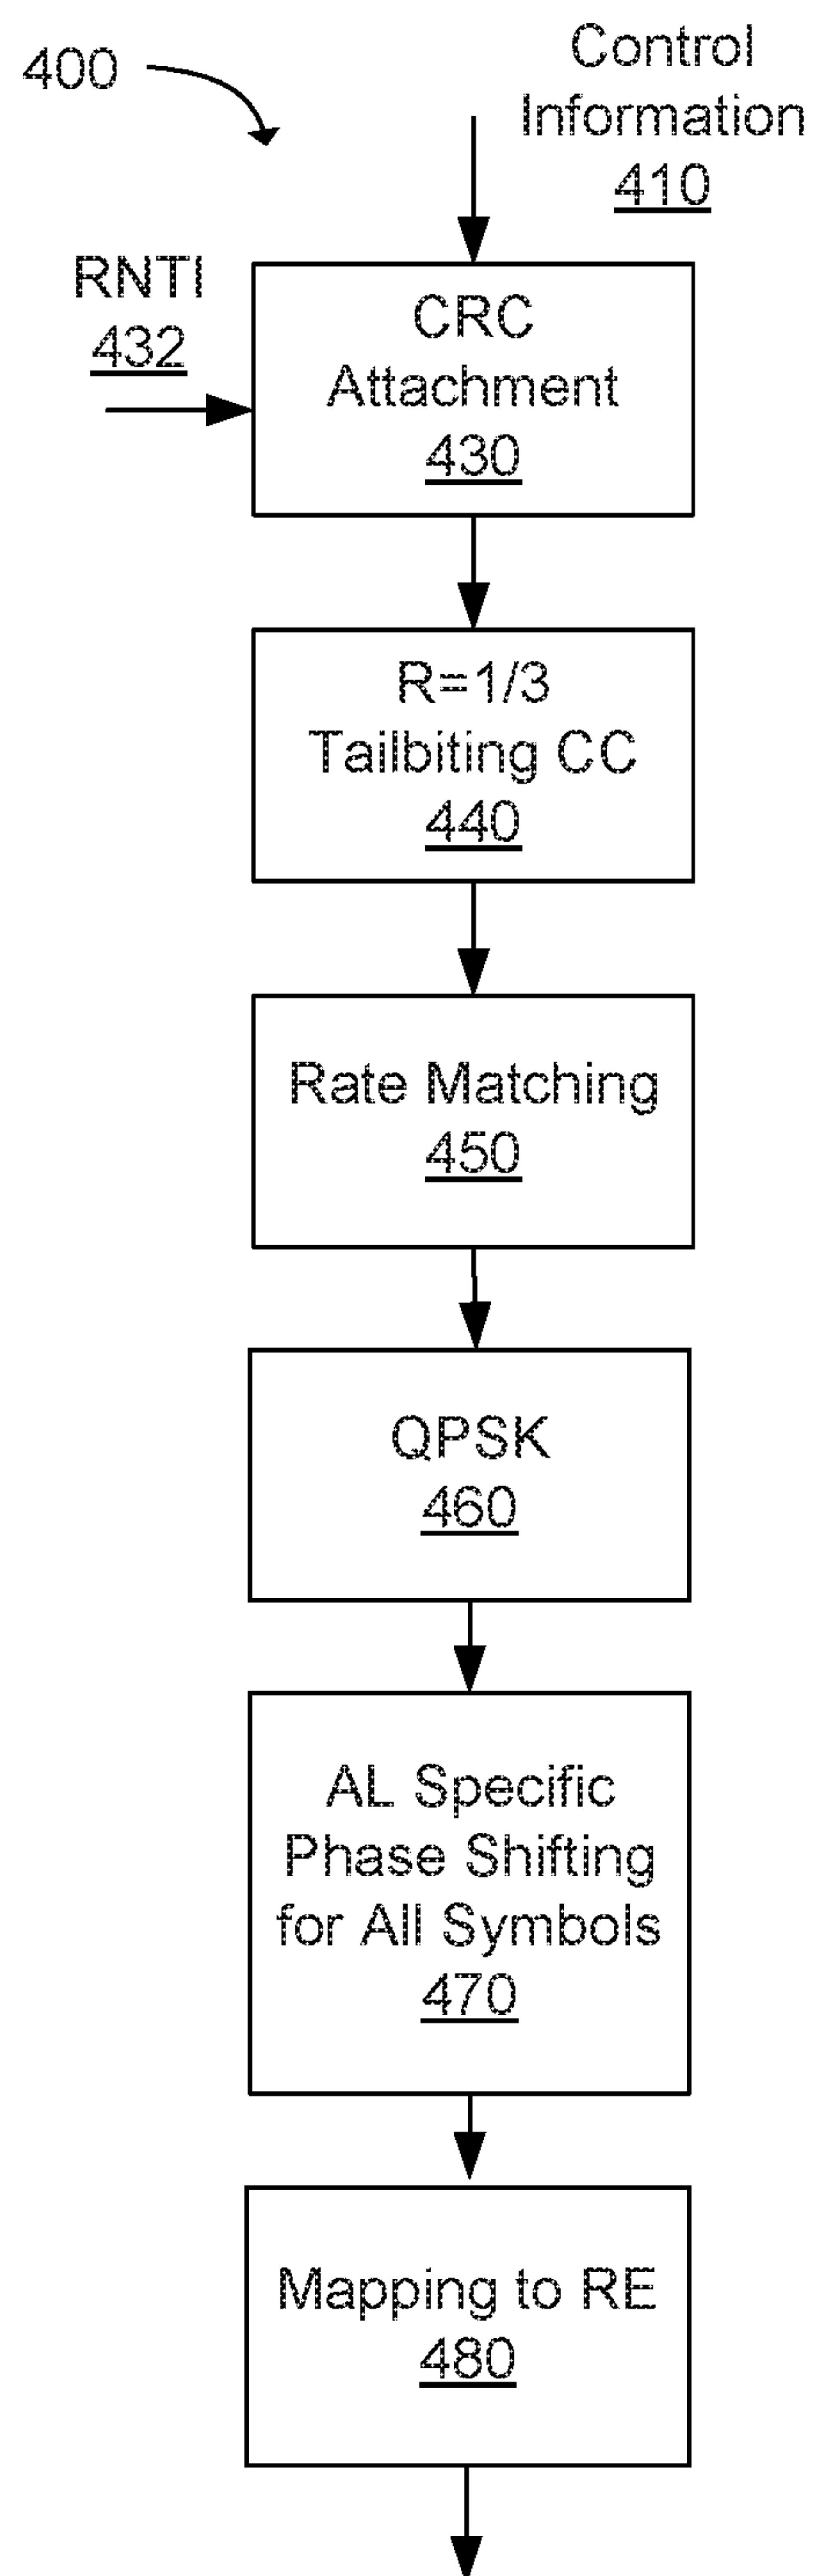 400
Control
Information
410
RNTI
432
CRC
Attachment
430
R=1/3
Tailbiting CC
440
Rate Matching
450
QPSK
460
AL Specific
Phase Shifting
for All Symbols
470
Mapping to RE
480